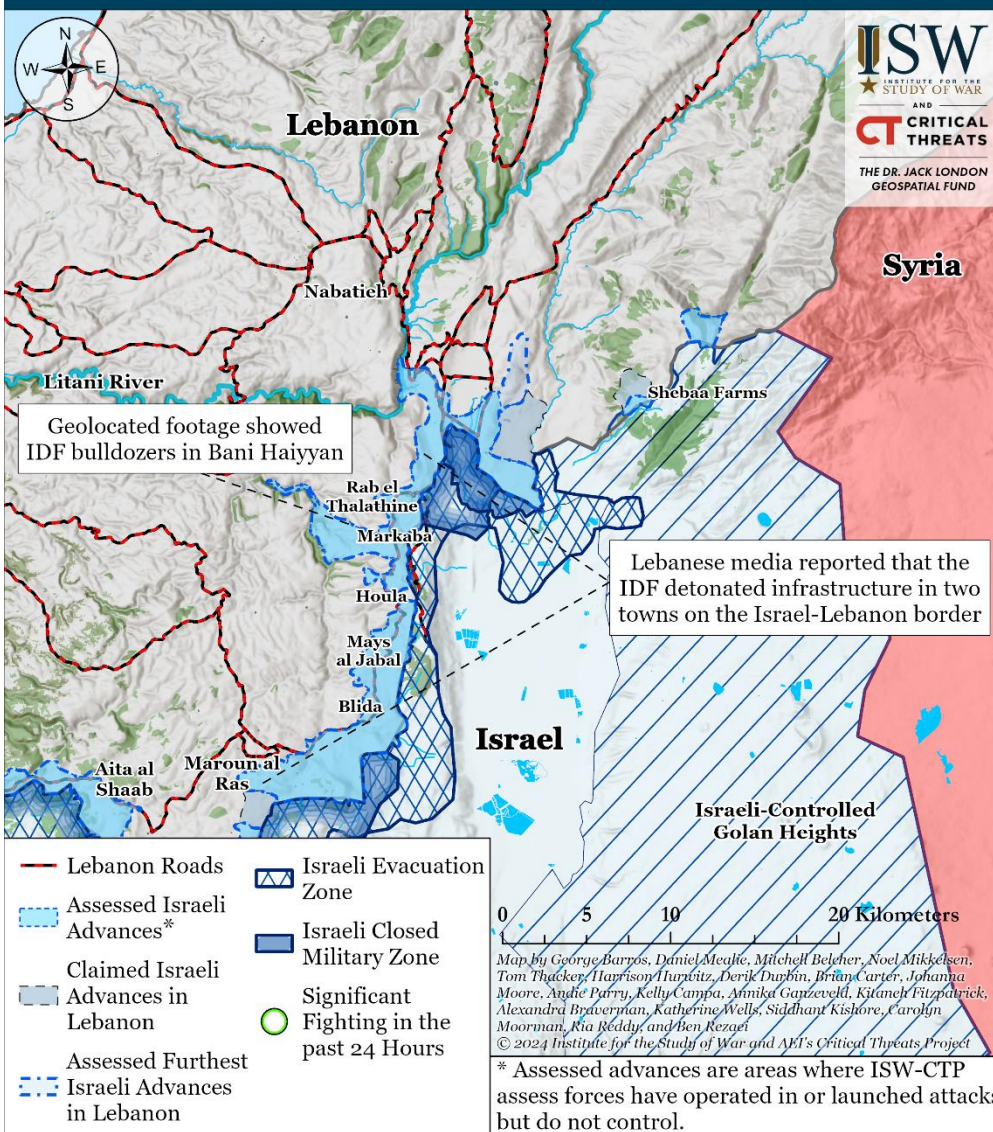 N
W
E
S
ISW
INSTITUTE FOR THE
STUDY OF WAR
AND
CT CRITICAL
THREATS
THE DR. JACK LONDON
GEOSPATIAL FUND
Lebanon
Syria
Nabatieh
Litani River
Shebaa Farms
Geolocated footage showed
IDF bulldozers in Bani Haiyyan
Rab el
Thalathine
Markaba
Lebanese media reported that the
IDF detonated infrastructure in two
towns on the Israel-Lebanon border
Houla
Mays
al Jabal
Blida
Israel
Aita al
Shaab
Maroun al
Ras
Israeli-Controlled
Golan Heights
Lebanon Roads
Assessed Israeli
Advances*
Claimed Israeli
Advances in
Lebanon
Assessed Furthest
Israeli Advances
in Lebanon
Israeli Evacuation
Zone
Israeli Closed
Military Zone
Significant
Fighting in the
past 24 Hours
0 5 10 20 Kilometers
Map by George Barros, Daniel Mealie, Mitchell Belcher, Noel Mikkelsen,
Tom Thacker, Harrison Hurwitz, Derik Durbin, Brian Carter, Johanna
Moore, Andie Parry, Kelly Campa, Annika Ganzeveld, Kitaneh Fitzpatrick,
Alexandra Braverman, Katherine Wells, Siddhant Kishore, Carolyn
Moorman, Ria Reddy, and Ben Rezaei
© 2024 Institute for the Study of War and AEI's Critical Threats Project
* Assessed advances are areas where ISW-CTP
assess forces have operated in or launched attacks
but do not control.